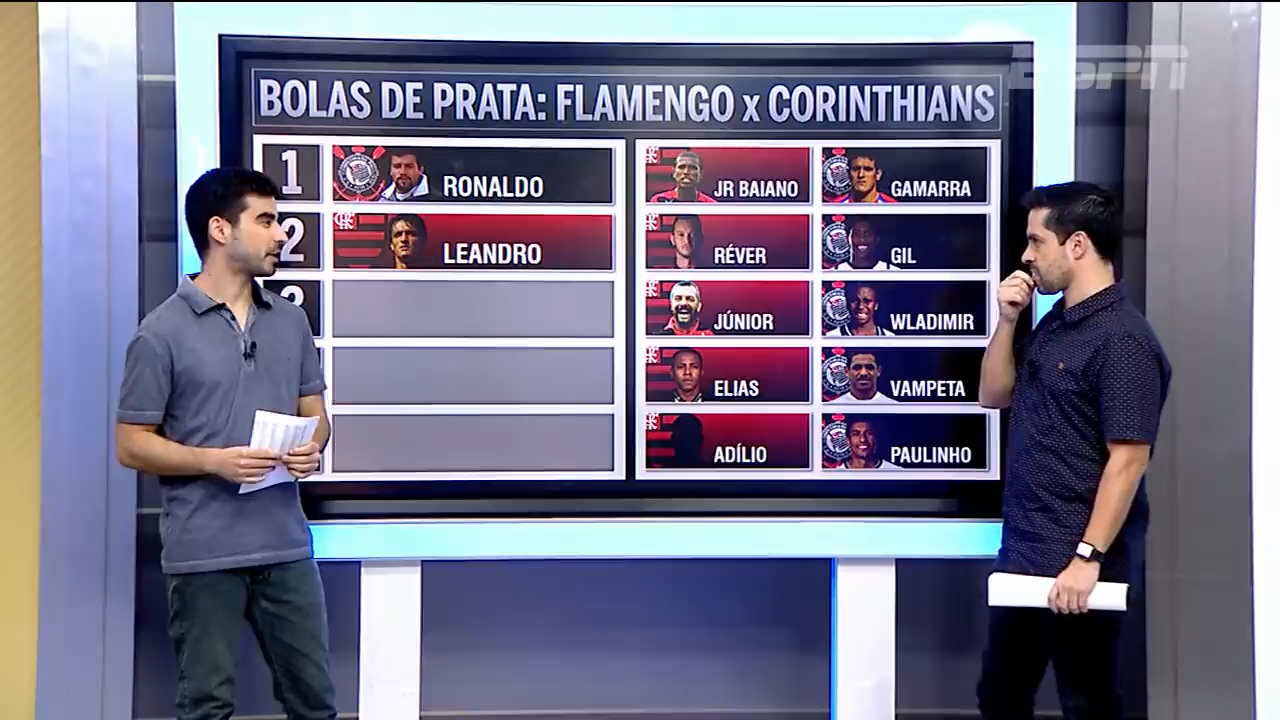 ESPN
BOLAS DE PRATA: FLAMENGO x CORINTHIANS
1 RONALDO
2 LEANDRO
JR BAIANO GAMARRA
RÉVER GIL
JÚNIOR WLADIMIR
ELIAS VAMPETA
ADÍLIO PAULINHO